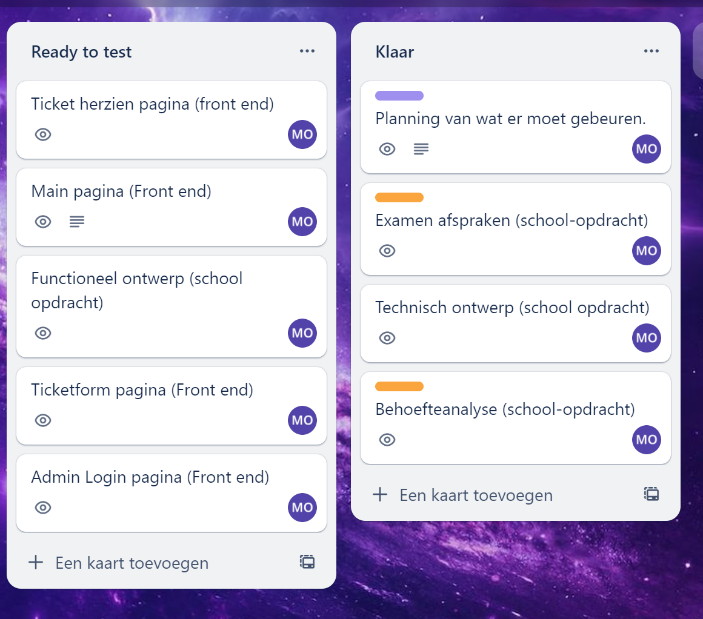 Ready to test
Ticket herzien pagina (front end)
MO
Main pagina (Front end)
MO
Functioneel ontwerp (school
opdracht)
MO
Ticketform pagina (Front end)
MO
Admin Login pagina (Front end)
MO
Een kaart toevoegen
Klaar
Planning van wat er moet gebeuren.
MO
Examen afspraken (school-opdracht)
MO
Technisch ontwerp (school opdracht)
MO
Behoefteanalyse (school-opdracht)
MO
Een kaart toevoegen